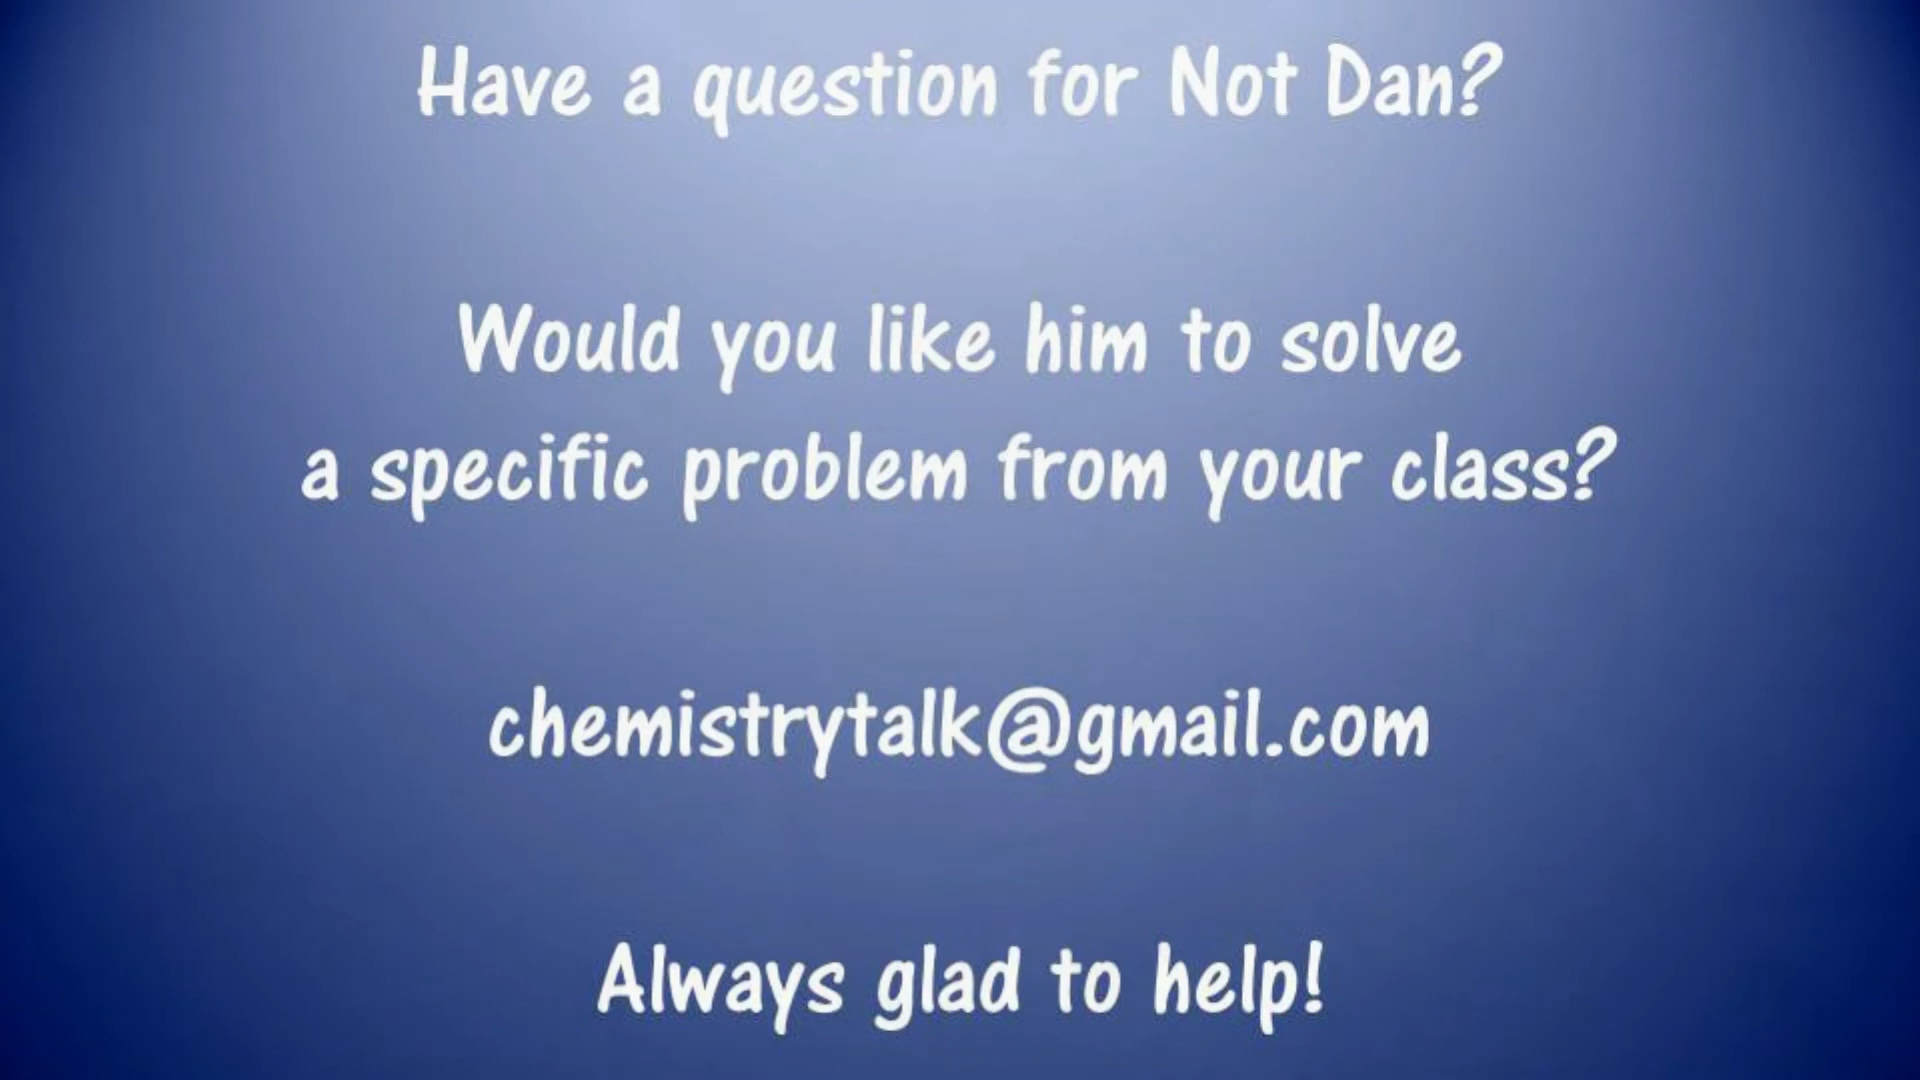 Have a question for Not Dan?
Would you like him to solve
a specific problem from your class?
chemistrytalk@gmail.com
Always glad to help!